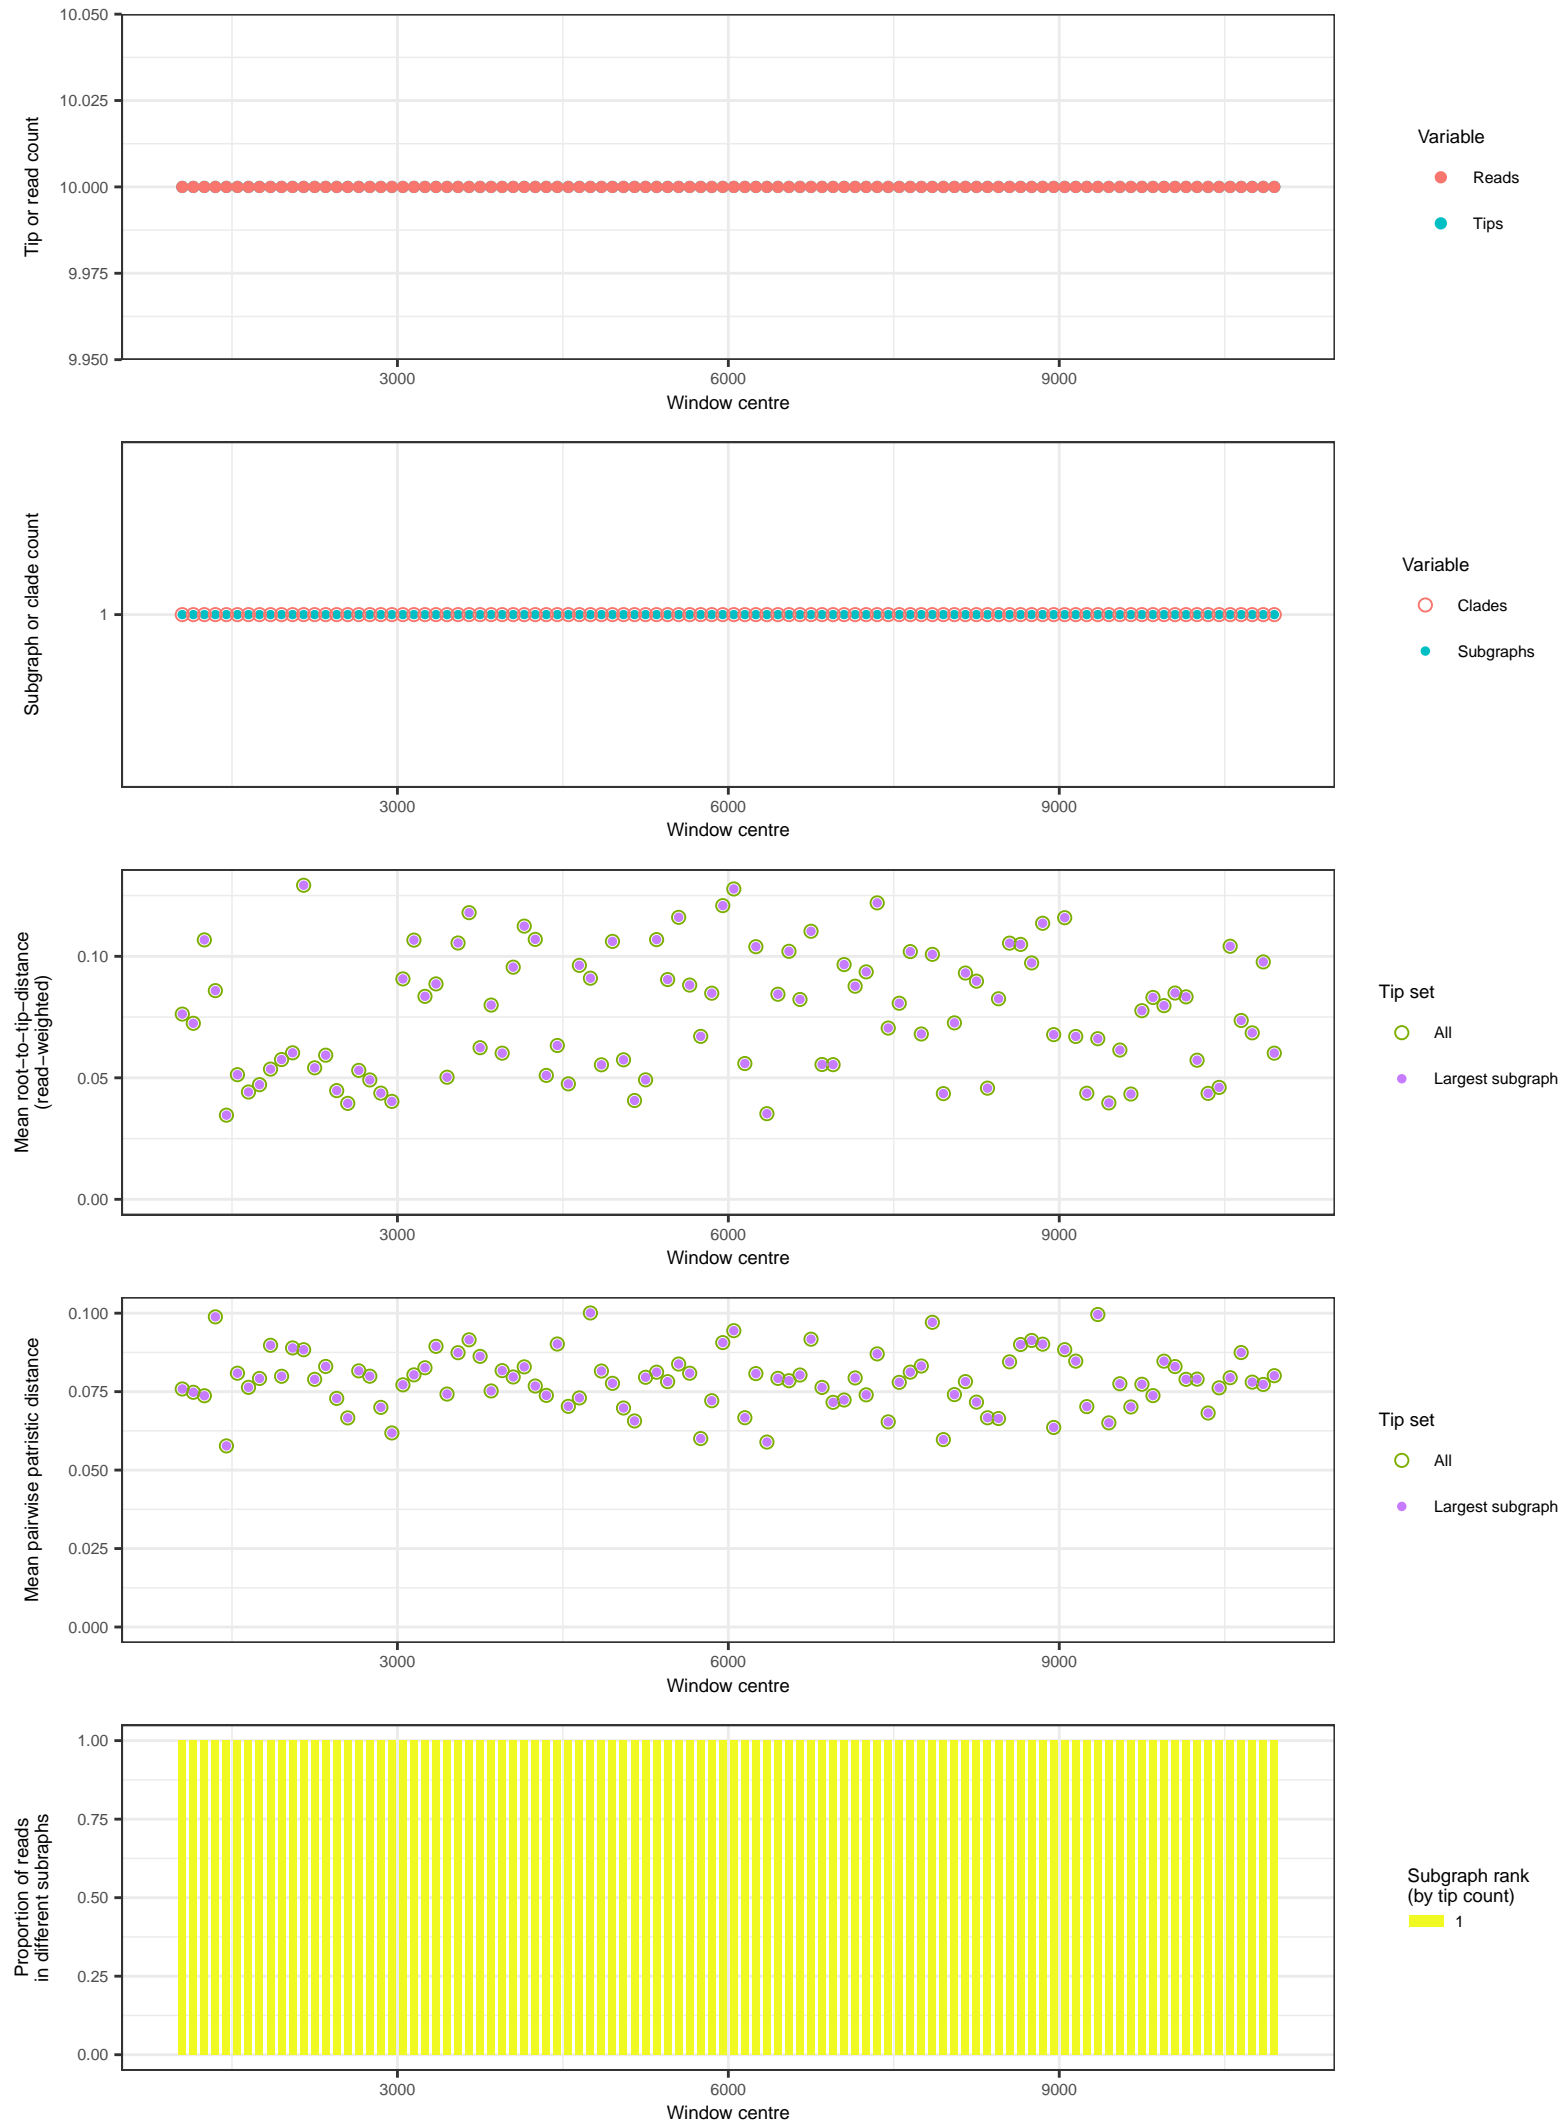 10.050
10.025
10.000
9.975
9.950
Tip or read count
3000
6000
9000
Window centre
Variable
Reads
Tips
1
Subgraph or clade count
3000
6000
9000
Window centre
Variable
Clades
Subgraphs
0.10
0.05
0.00
Mean root−to−tip−distance
(read−weighted)
3000
6000
9000
Window centre
Tip set
All
Largest subgraph
0.100
0.075
0.050
0.025
0.000
Mean pairwise patristic distance
3000
6000
9000
Window centre
Tip set
All
Largest subgraph
1.00
0.75
0.50
0.25
0.00
Proportion of reads
in different subraphs
3000
6000
9000
Window centre
Subgraph rank
(by tip count)
1